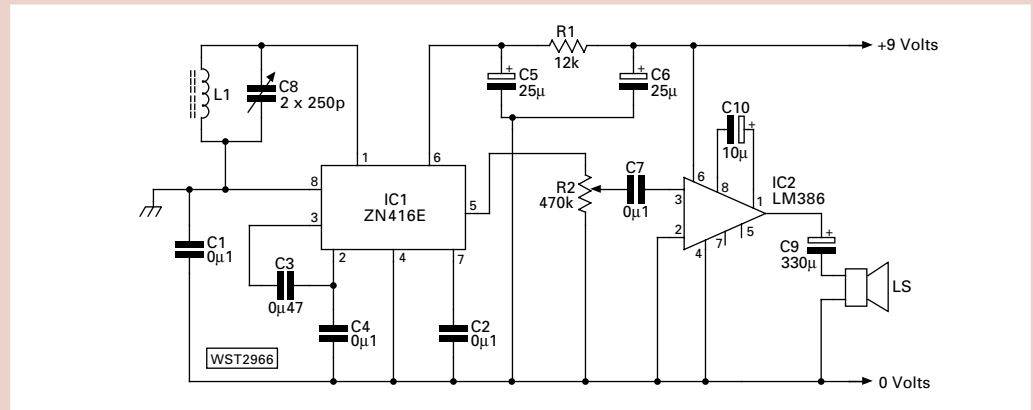 R1
12k
+9 Volts
L1
C8
2 x 250p
+
C5
25µ
+
C6
25µ
C10
+
10µ
1
6
8
IC1
ZN416E
5
3
2
4
7
R2
470k
C7
0µ1
6
8
1
3
2
7
5
4
IC2
LM386
+
C9
330µ
LS
C1
0µ1
C3
0µ47
C4
0µ1
C2
0µ1
WST2966
0 Volts